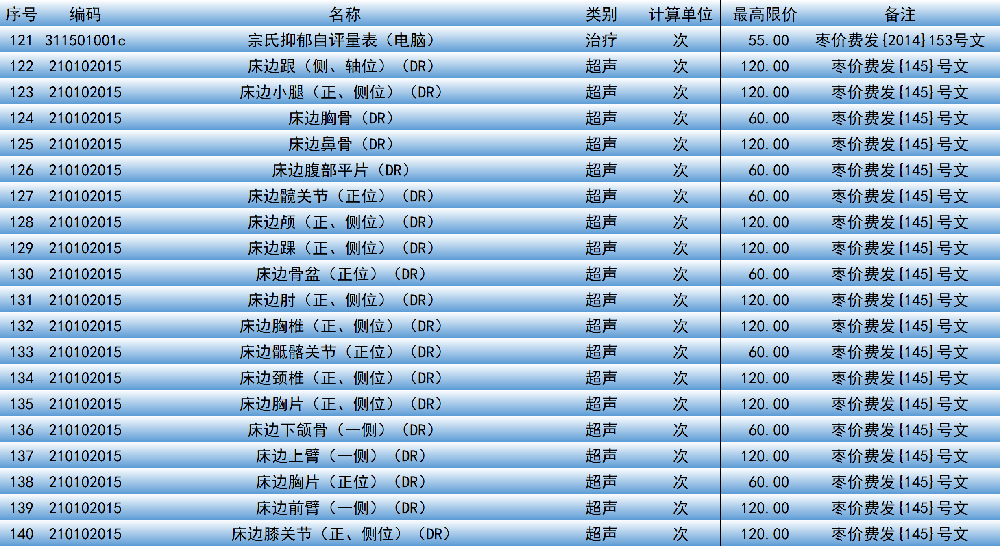 序号 编码 名称 类别 计算单位 最高限价 备注
121 311501001c 宗氏抑郁自评量表（电脑） 治疗 次 55.00 枣价费发{2014}153号文
122 210102015 床边跟（侧、轴位）（DR） 超声 次 120.00 枣价费发{145}号文
123 210102015 床边小腿（正、侧位）（DR） 超声 次 120.00 枣价费发{145}号文
124 210102015 床边胸骨（DR） 超声 次 60.00 枣价费发{145}号文
125 210102015 床边鼻骨（DR） 超声 次 120.00 枣价费发{145}号文
126 210102015 床边腹部平片（DR） 超声 次 60.00 枣价费发{145}号文
127 210102015 床边髋关节（正位）（DR） 超声 次 60.00 枣价费发{145}号文
128 210102015 床边颅（正、侧位）（DR） 超声 次 120.00 枣价费发{145}号文
129 210102015 床边踝（正、侧位）（DR） 超声 次 120.00 枣价费发{145}号文
130 210102015 床边骨盆（正位）（DR） 超声 次 60.00 枣价费发{145}号文
131 210102015 床边肘（正、侧位）（DR） 超声 次 120.00 枣价费发{145}号文
132 210102015 床边胸椎（正、侧位）（DR） 超声 次 120.00 枣价费发{145}号文
133 210102015 床边骶髂关节（正位）（DR） 超声 次 60.00 枣价费发{145}号文
134 210102015 床边颈椎（正、侧位）（DR） 超声 次 120.00 枣价费发{145}号文
135 210102015 床边胸片（正、侧位）（DR） 超声 次 120.00 枣价费发{145}号文
136 210102015 床边下颌骨（一侧）（DR） 超声 次 60.00 枣价费发{145}号文
137 210102015 床边上臂（一侧）（DR） 超声 次 120.00 枣价费发{145}号文
138 210102015 床边胸片（正位）（DR） 超声 次 60.00 枣价费发{145}号文
139 210102015 床边前臂（一侧）（DR） 超声 次 120.00 枣价费发{145}号文
140 210102015 床边膝关节（正、侧位）（DR） 超声 次 120.00 枣价费发{145}号文